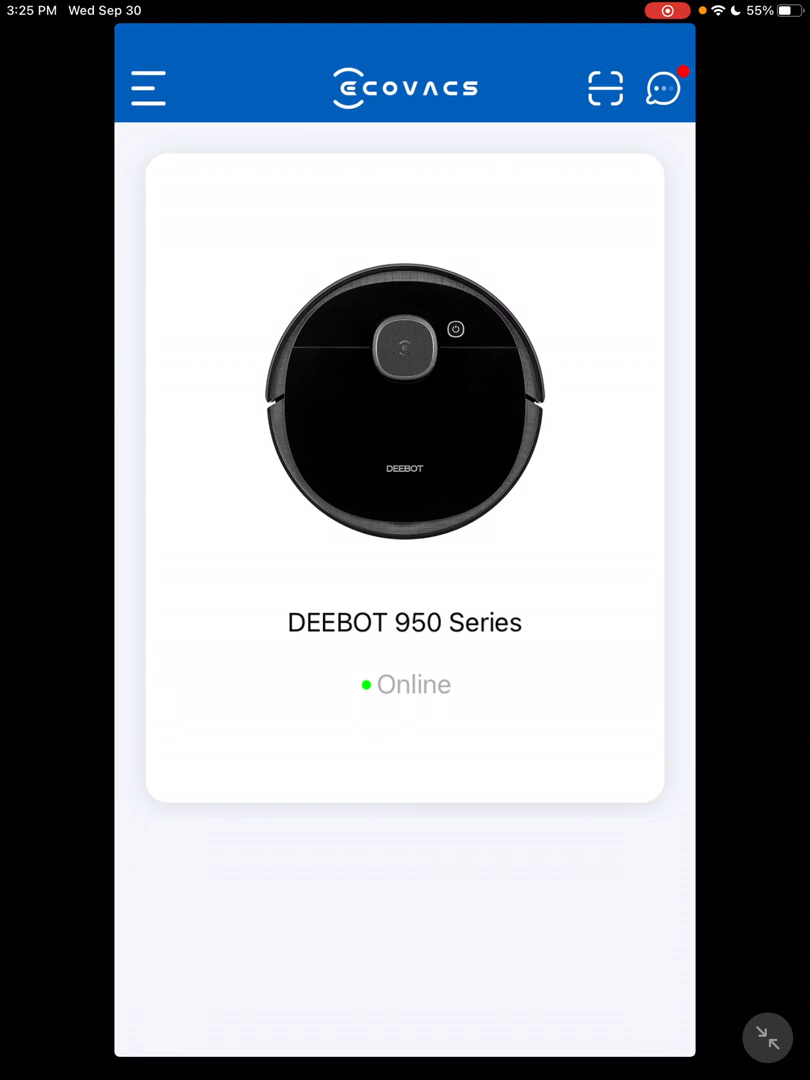 3:25 PM Wed Sep 30 55%
ECOVACS
DEEBOT
DEEBOT 950 Series
Online